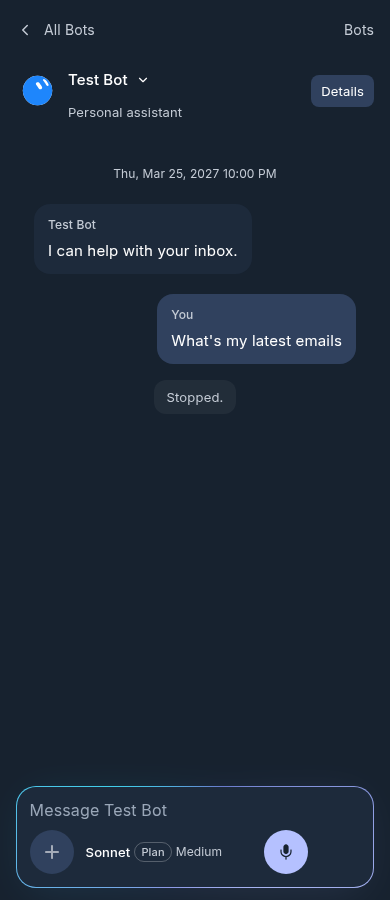 All Bots
Bots
Test Bot
Personal assistant
Details
Thu, Mar 25, 2027 10:00 PM
Test Bot
I can help with your inbox.
You
What's my latest emails
Stopped.
Message Test Bot
Sonnet Plan Medium